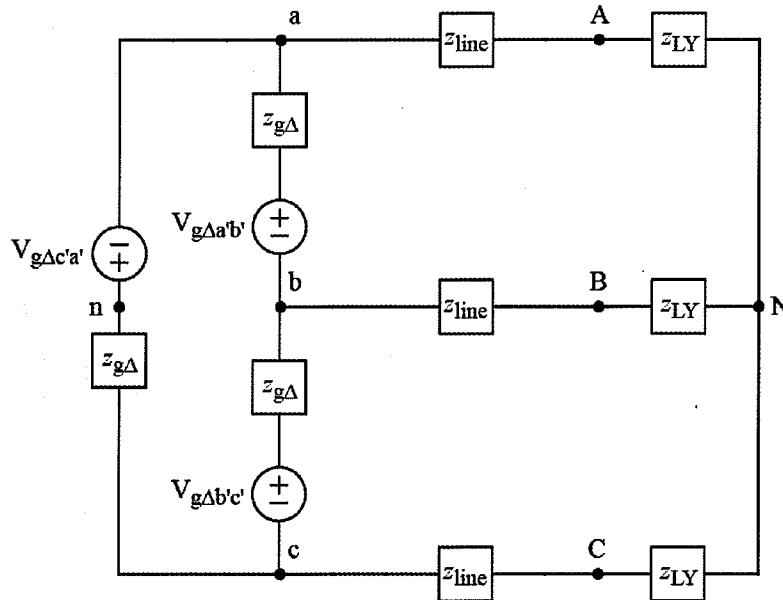 a
z_line
A
z_LY
z_gΔ
V_gΔa'b'
+
−
V_gΔc'a'
−
+
n
b
z_line
B
z_LY
N
z_gΔ
z_gΔ
V_gΔb'c'
+
−
c
z_line
C
z_LY